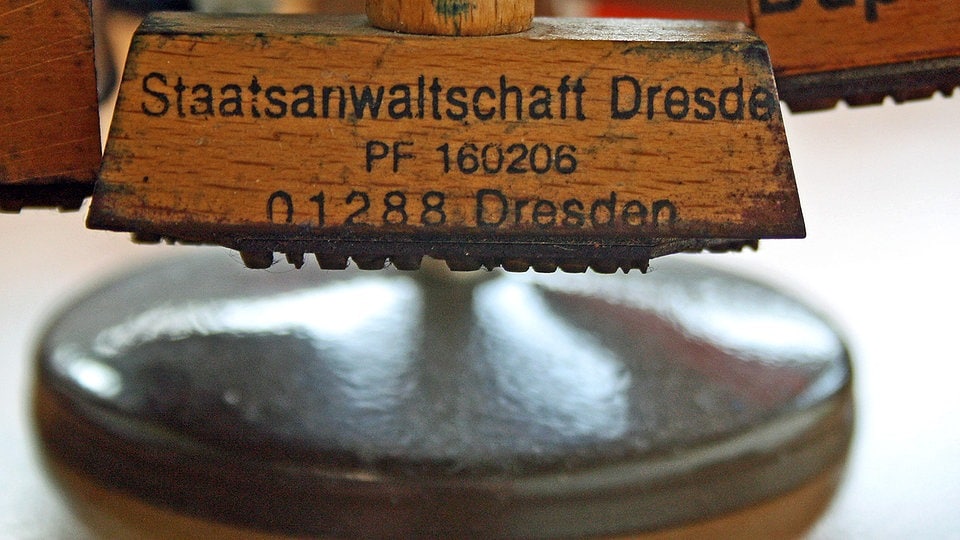 Staatsanwaltschaft Dresde
PF 160206
01288 Dresden